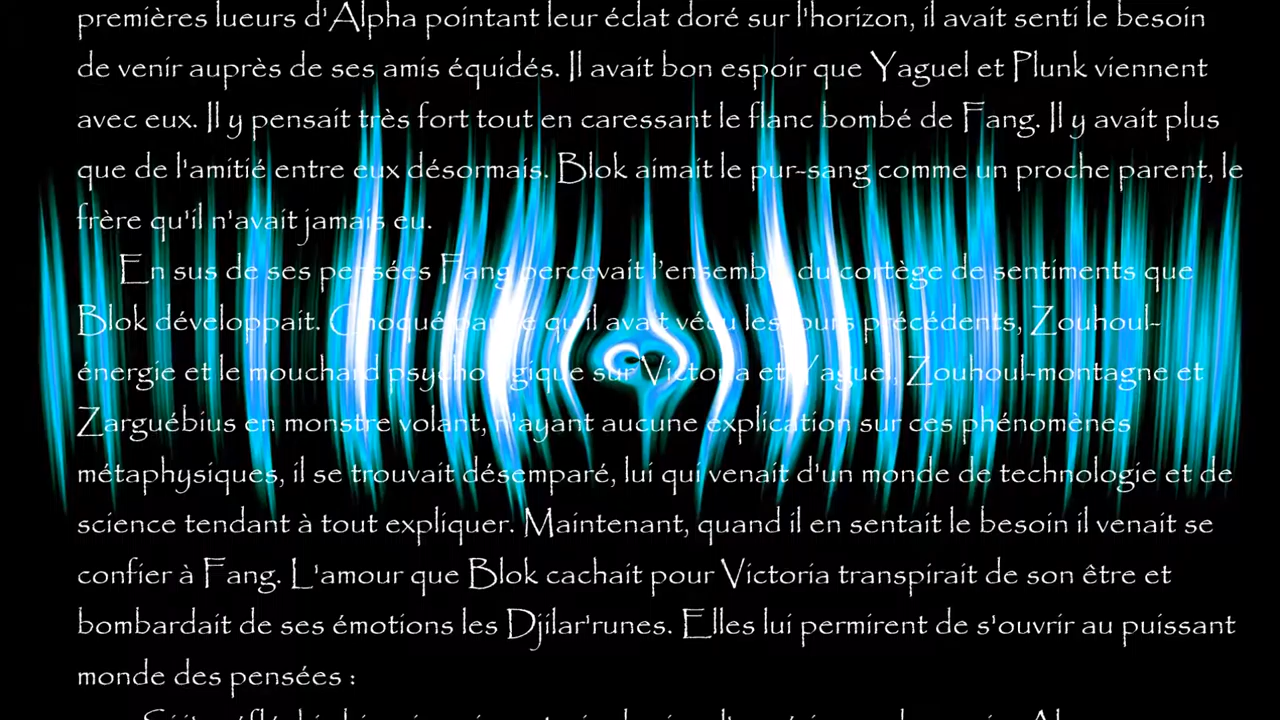 premières lueurs d'Alpha pointant leur éclat doré sur l'horizon, il avait senti le besoin
de venir auprès de ses amis équidés. Il avait bon espoir que Yaguel et Plunk viennent
avec eux. Il y pensait très fort tout en caressant le flanc bombé de Fang. Il y avait plus
que de l'amitié entre eux désormais. Blok aimait le pur-sang comme un proche parent, le
frère qu'il n'avait jamais eu.
En sus de ses pensées Fang percevait l'ensemble du cortège de sentiments que
Blok développait. Choqué par ce qu'il avait vécu les jours précédents, Zouhoul-
énergie et le mouchard psychologique sur Victoria et Yaguel, Zouhoul-montagne et
Zarguébius en monstre volant, n'ayant aucune explication sur ces phénomènes
métaphysiques, il se trouvait désemparé, lui qui venait d'un monde de technologie et de
science tendant à tout expliquer. Maintenant, quand il en sentait le besoin il venait se
confier à Fang. L'amour que Blok cachait pour Victoria transpirait de son être et
bombardait de ses émotions les Djilar'runes. Elles lui permirent de s'ouvrir au puissant
monde des pensées :